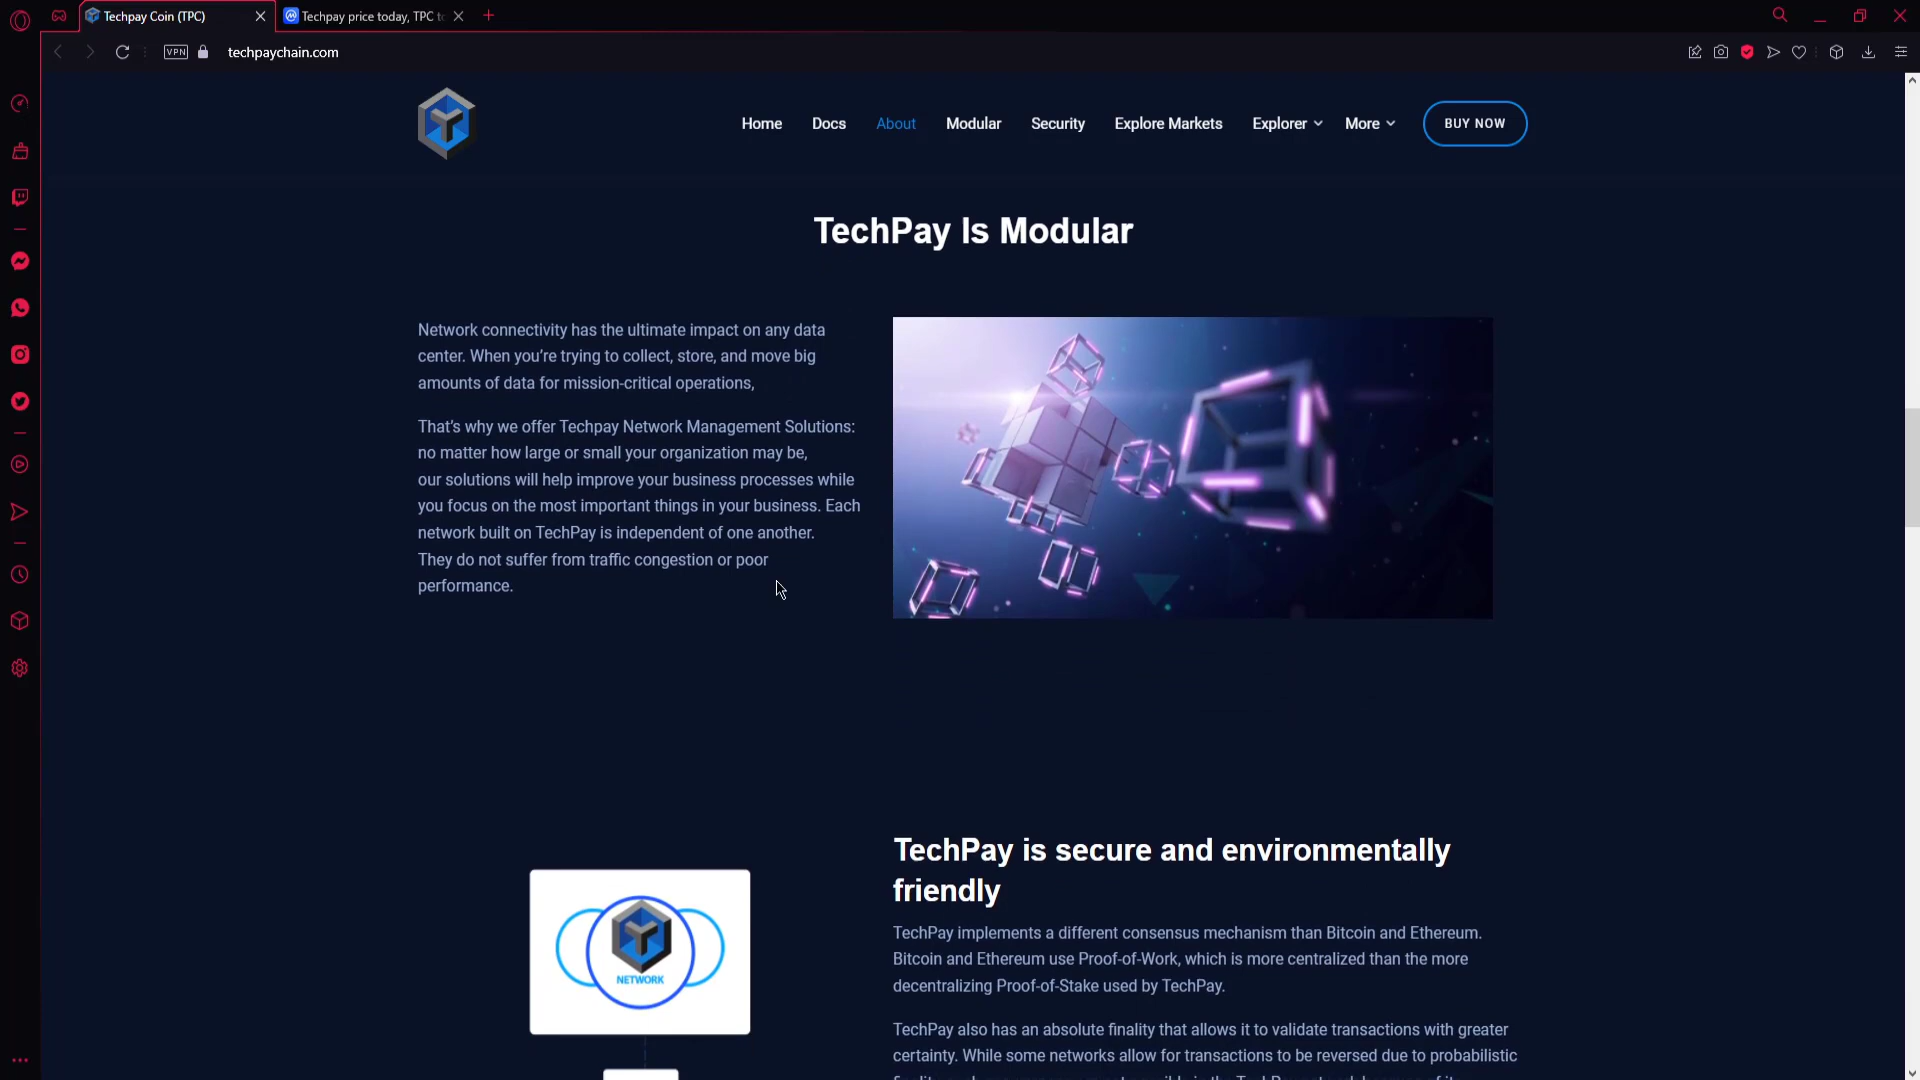 Techpay Coin (TPC)
Techpay price today, TPC to
VPN
techpaychain.com
Home
Docs
About
Modular
Security
Explore Markets
Explorer
More
BUY NOW
TechPay Is Modular
Network connectivity has the ultimate impact on any data
center. When you’re trying to collect, store, and move big
amounts of data for mission-critical operations,
That’s why we offer Techpay Network Management Solutions:
no matter how large or small your organization may be,
our solutions will help improve your business processes while
you focus on the most important things in your business. Each
network built on TechPay is independent of one another.
They do not suffer from traffic congestion or poor
performance.
NETWORK
TechPay is secure and environmentally
friendly
TechPay implements a different consensus mechanism than Bitcoin and Ethereum.
Bitcoin and Ethereum use Proof-of-Work, which is more centralized than the more
decentralizing Proof-of-Stake used by TechPay.
TechPay also has an absolute finality that allows it to validate transactions with greater
certainty. While some networks allow for transactions to be reversed due to probabilistic